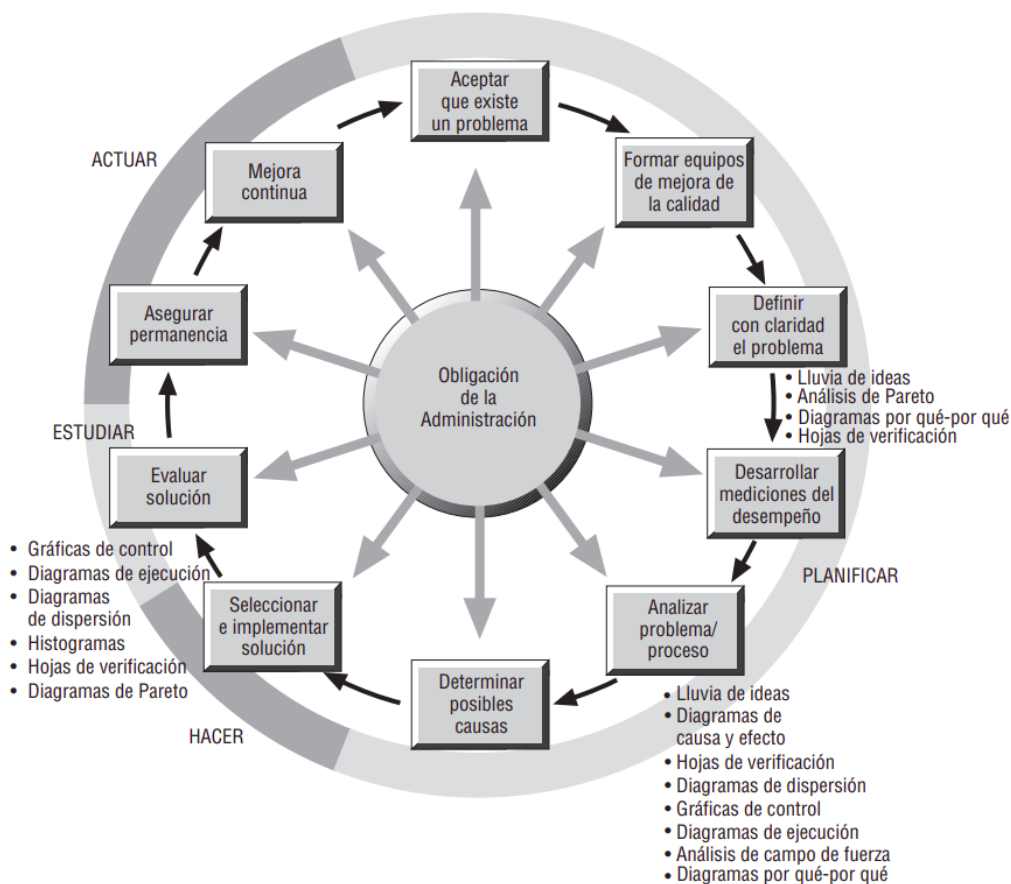 Aceptar
que existe
un problema
Formar equipos
de mejora de
la calidad
Definir
con claridad
el problema
• Lluvia de ideas
• Análisis de Pareto
• Diagramas por qué-por qué
• Hojas de verificación
Desarrollar
mediciones del
desempeño
PLANIFICAR
Analizar
problema/
proceso
• Lluvia de ideas
• Diagramas de
causa y efecto
• Hojas de verificación
• Diagramas de dispersión
• Gráficas de control
• Diagramas de ejecución
• Análisis de campo de fuerza
• Diagramas por qué-por qué
Determinar
posibles
causas
HACER
Seleccionar
e implementar
solución
ESTUDIAR
Evaluar
solución
• Gráficas de control
• Diagramas de ejecución
• Diagramas
de dispersión
• Histogramas
• Hojas de verificación
• Diagramas de Pareto
Asegurar
permanencia
ACTUAR
Mejora
continua
Obligación
de la
Administración